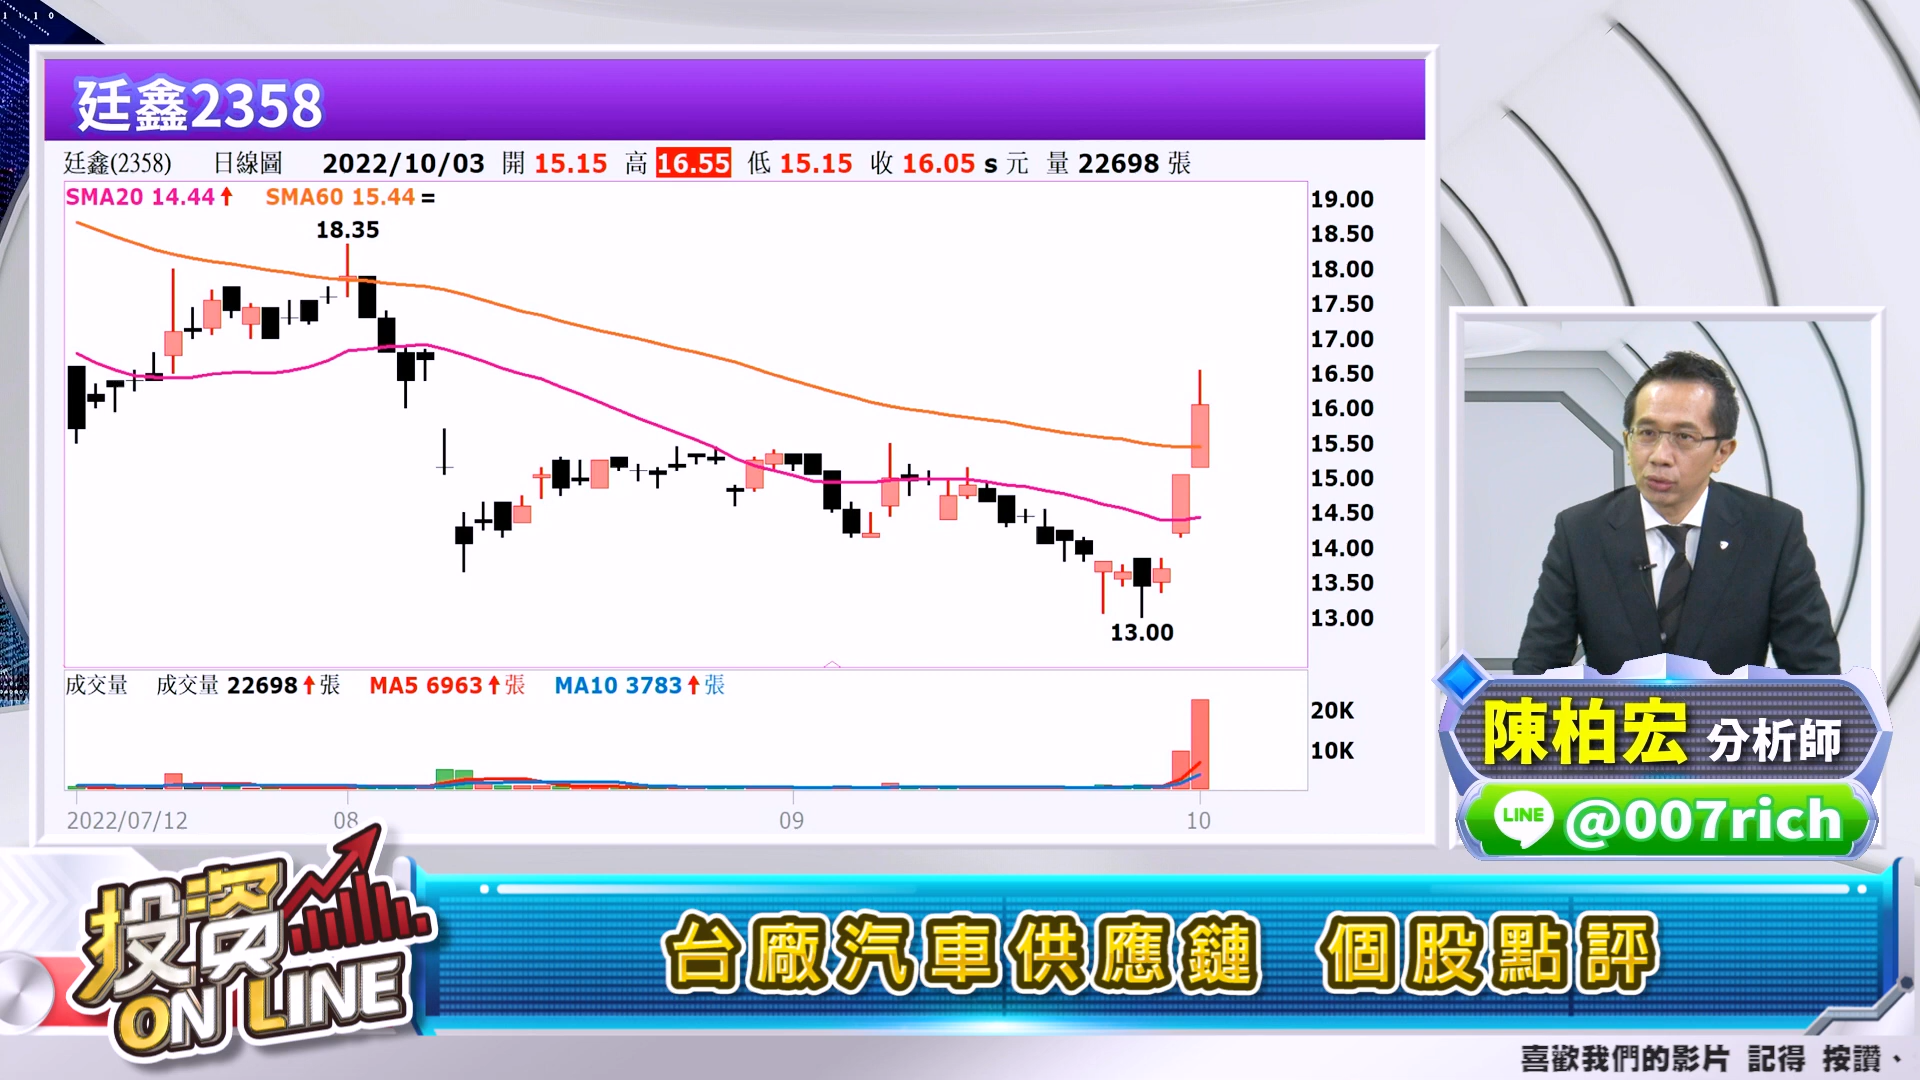 廷鑫2358
廷鑫(2358) 日線圖 2022/10/03 開 15.15 高 16.55 低 15.15 收 16.05 s 元 量 22698 張
SMA20 14.44↑ SMA60 15.44 =
18.35
13.00
19.00
18.50
18.00
17.50
17.00
16.50
16.00
15.50
15.00
14.50
14.00
13.50
13.00
成交量 成交量 22698↑張 MA5 6963↑張 MA10 3783↑張
20K
10K
2022/07/12 08 09 10
陳柏宏 分析師
LINE @007rich
投資
ON LINE
台廠汽車供應鏈 個股點評
喜歡我們的影片 記得 按讚、